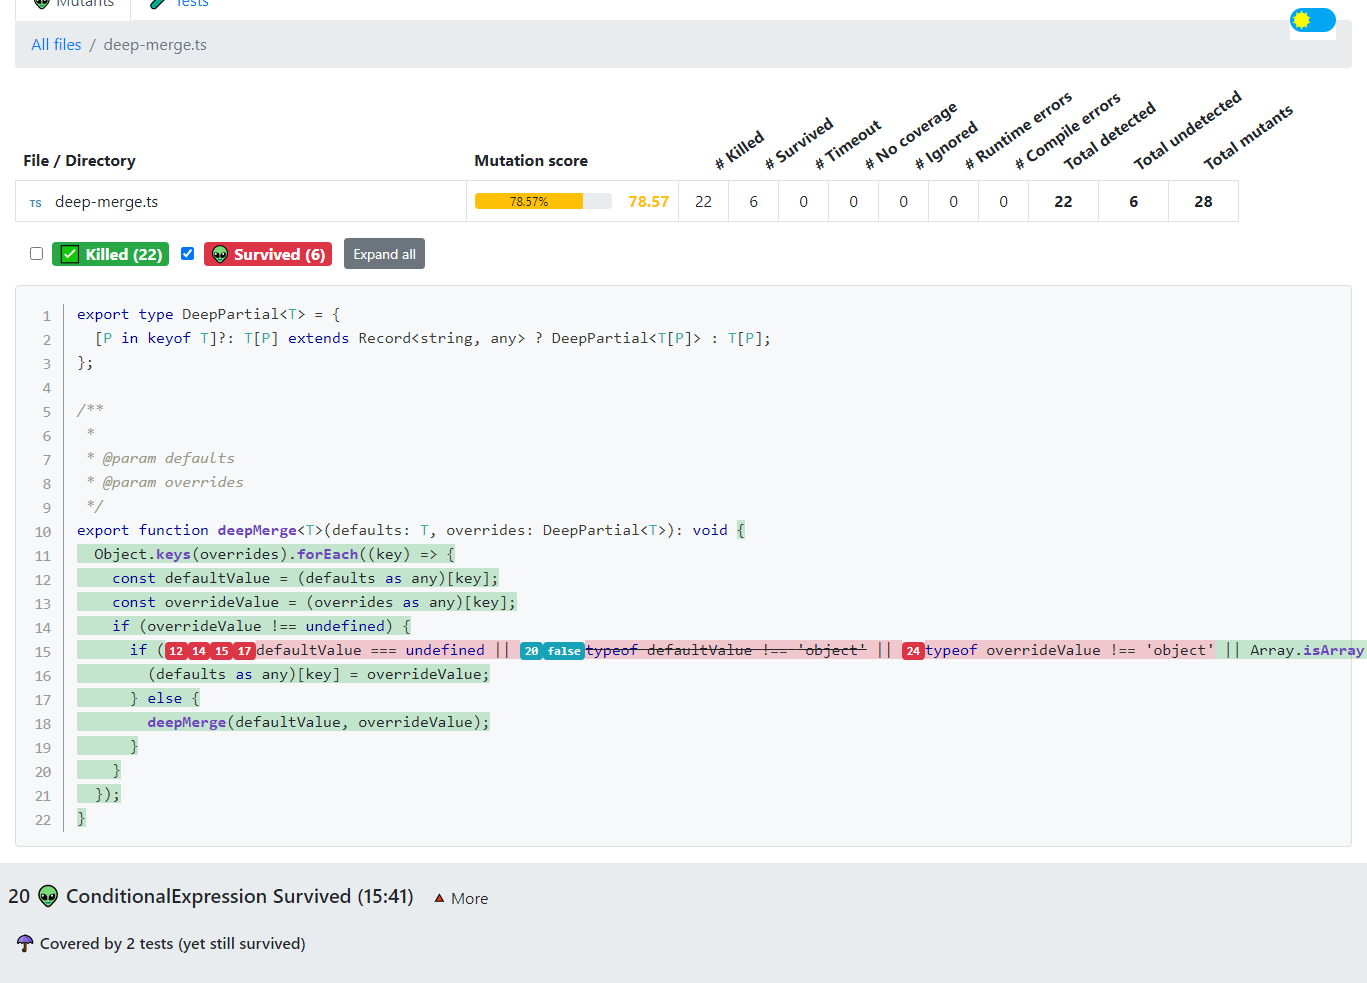 Mutants Tests
All files / deep-merge.ts
File / Directory Mutation score # Killed # Survived # Timeout # No coverage # Ignored # Runtime errors # Compile errors Total detected Total undetected Total mutants
TS deep-merge.ts 78.57% 78.57 22 6 0 0 0 0 0 22 6 28
Killed (22) Survived (6) Expand all
1 export type DeepPartial<T> = {
2 [P in keyof T]?: T[P] extends Record<string, any> ? DeepPartial<T[P]> : T[P];
3 };
4
5 /**
6 *
7 * @param defaults
8 * @param overrides
9 */
10 export function deepMerge<T>(defaults: T, overrides: DeepPartial<T>): void {
11 Object.keys(overrides).forEach((key) => {
12 const defaultValue = (defaults as any)[key];
13 const overrideValue = (overrides as any)[key];
14 if (overrideValue !== undefined) {
15 if (12 14 15 17 defaultValue === undefined || 20 false typeof defaultValue !== 'object' || 24 typeof overrideValue !== 'object' || Array.isArray
16 (defaults as any)[key] = overrideValue;
17 } else {
18 deepMerge(defaultValue, overrideValue);
19 }
20 }
21 });
22 }
20 ConditionalExpression Survived (15:41) More
Covered by 2 tests (yet still survived)